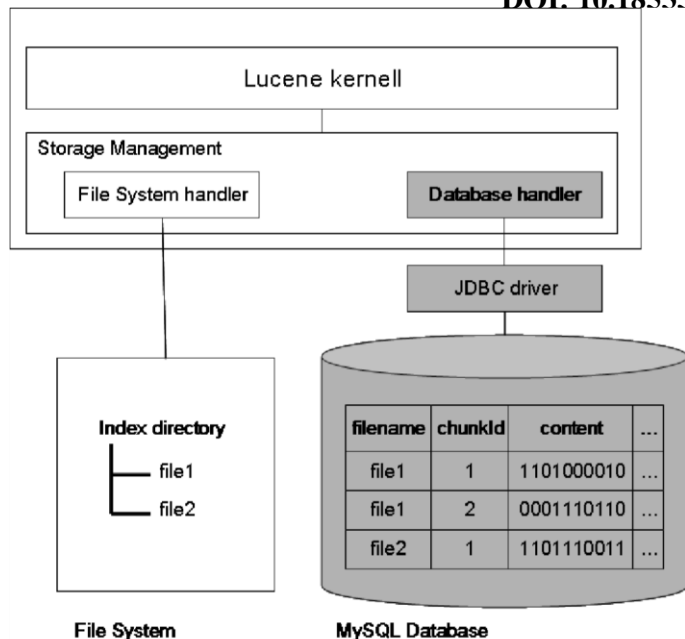 Lucene kernell
Storage Management
File System handler
Database handler
JDBC driver
Index directory
file1
file2
filename chunkId content ...
file1 1 1101000010 ...
file1 2 0001110110 ...
file2 1 1101110011 ...
File System
MySQL Database